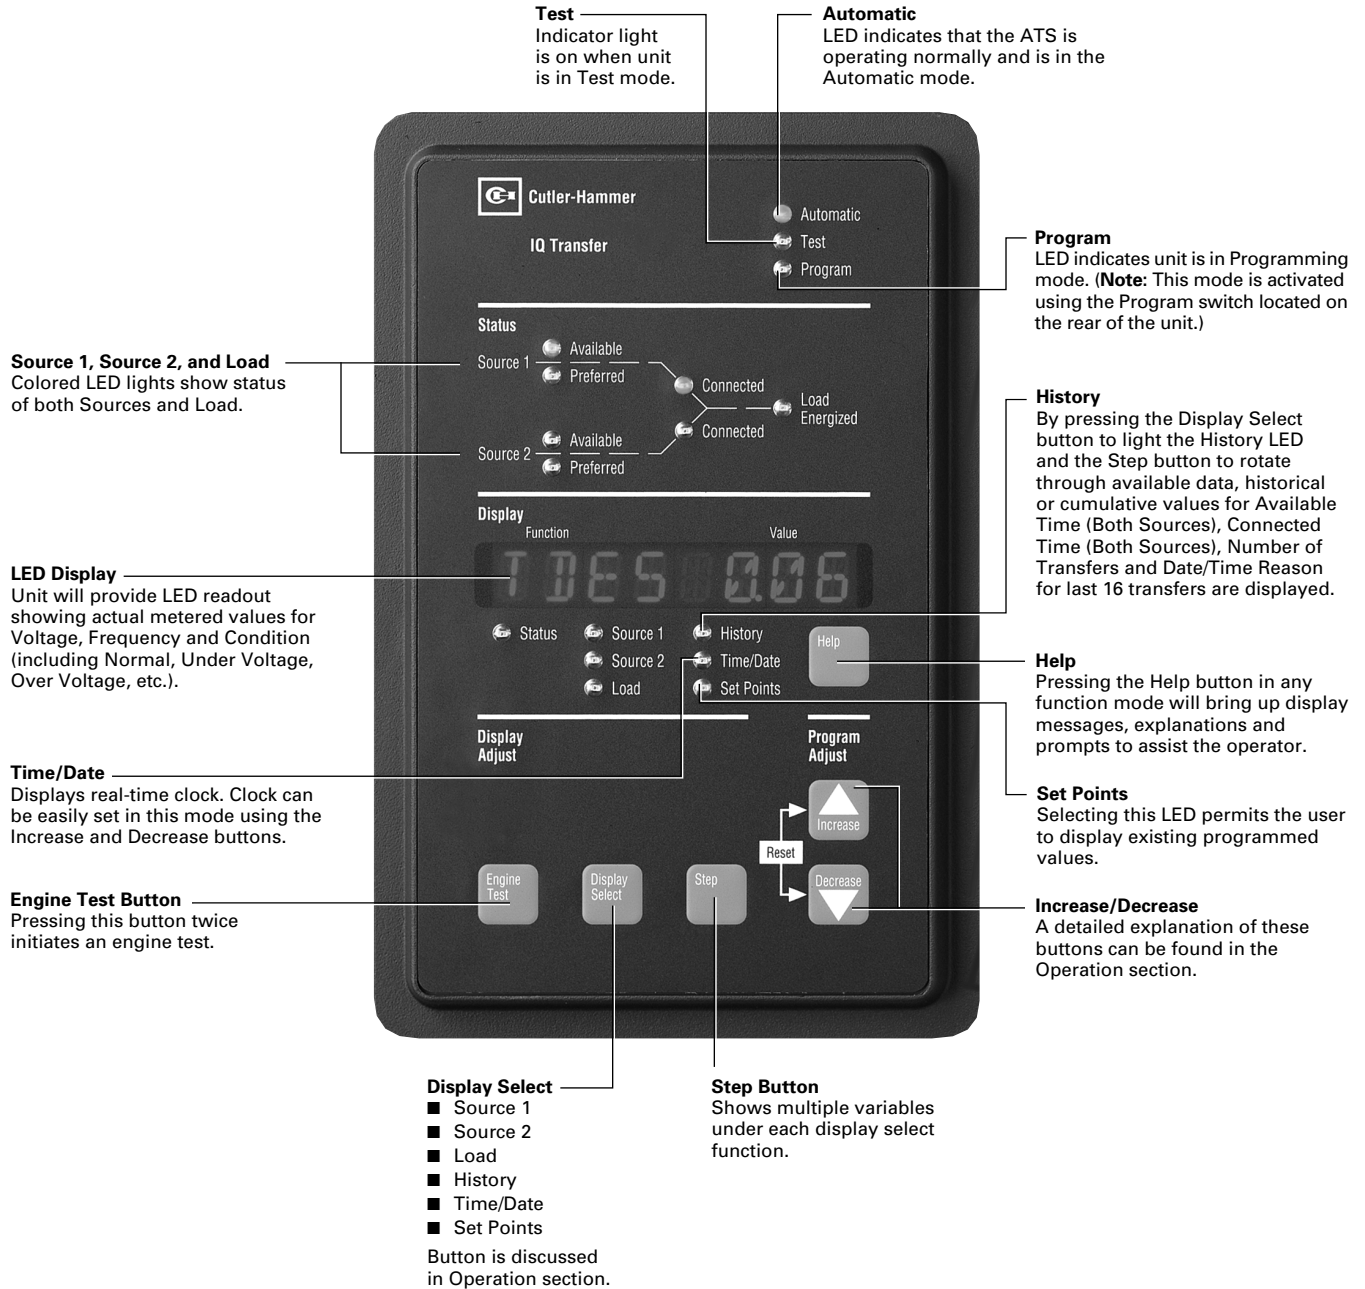 Test
Indicator light
is on when unit
is in Test mode.
Automatic
LED indicates that the ATS is
operating normally and is in the
Automatic mode.
Cutler-Hammer
IQ Transfer
Automatic
Test
Program
Program
LED indicates unit is in Programming
mode. (Note: This mode is activated
using the Program switch located on
the rear of the unit.)
Status
Source 1
Available
Preferred
Connected
Load
Energized
Connected
Source 2
Available
Preferred
Source 1, Source 2, and Load
Colored LED lights show status
of both Sources and Load.
History
By pressing the Display Select
button to light the History LED
and the Step button to rotate
through available data, historical
or cumulative values for Available
Time (Both Sources), Connected
Time (Both Sources), Number of
Transfers and Date/Time Reason
for last 16 transfers are displayed.
Display
Function
Value
TDES 0.06
LED Display
Unit will provide LED readout
showing actual metered values for
Voltage, Frequency and Condition
(including Normal, Under Voltage,
Over Voltage, etc.).
Status
Source 1
Source 2
Load
History
Time/Date
Set Points
Help
Help
Pressing the Help button in any
function mode will bring up display
messages, explanations and
prompts to assist the operator.
Display
Adjust
Program
Adjust
Time/Date
Displays real-time clock. Clock can
be easily set in this mode using the
Increase and Decrease buttons.
Set Points
Selecting this LED permits the user
to display existing programmed
values.
Increase
Reset
Decrease
Engine
Test
Display
Select
Step
Engine Test Button
Pressing this button twice
initiates an engine test.
Increase/Decrease
A detailed explanation of these
buttons can be found in the
Operation section.
Display Select
■ Source 1
■ Source 2
■ Load
■ History
■ Time/Date
■ Set Points
Button is discussed
in Operation section.
Step Button
Shows multiple variables
under each display select
function.